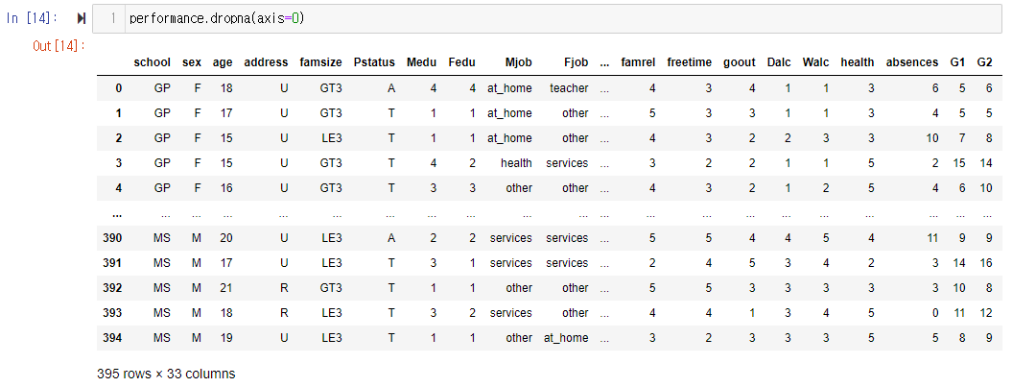 In [14]: 1 performance.dropna(axis=0)
Out[14]:
school sex age address famsize Pstatus Medu Fedu Mjob Fjob ... famrel freetime goout Dalc Walc health absences G1 G2
0 GP F 18 U GT3 A 4 4 at_home teacher ... 4 3 4 1 1 3 6 5 6
1 GP F 17 U GT3 T 1 1 at_home other ... 5 3 3 1 1 3 4 5 5
2 GP F 15 U LE3 T 1 1 at_home other ... 4 3 2 2 3 3 10 7 8
3 GP F 15 U GT3 T 4 2 health services ... 3 2 2 1 1 5 2 15 14
4 GP F 16 U GT3 T 3 3 other other ... 4 3 2 1 2 5 4 6 10
... ... ... ... ... ... ... ... ... ... ... ... ... ... ... ... ... ... ... ... ...
390 MS M 20 U LE3 A 2 2 services services ... 5 5 4 4 5 4 11 9 9
391 MS M 17 U LE3 T 3 1 services services ... 2 4 5 3 4 2 3 14 16
392 MS M 21 R GT3 T 1 1 other other ... 5 5 3 3 3 3 3 10 8
393 MS M 18 R LE3 T 3 2 services other ... 4 4 1 3 4 5 0 11 12
394 MS M 19 U LE3 T 1 1 other at_home ... 3 2 3 3 3 5 5 8 9
395 rows × 33 columns